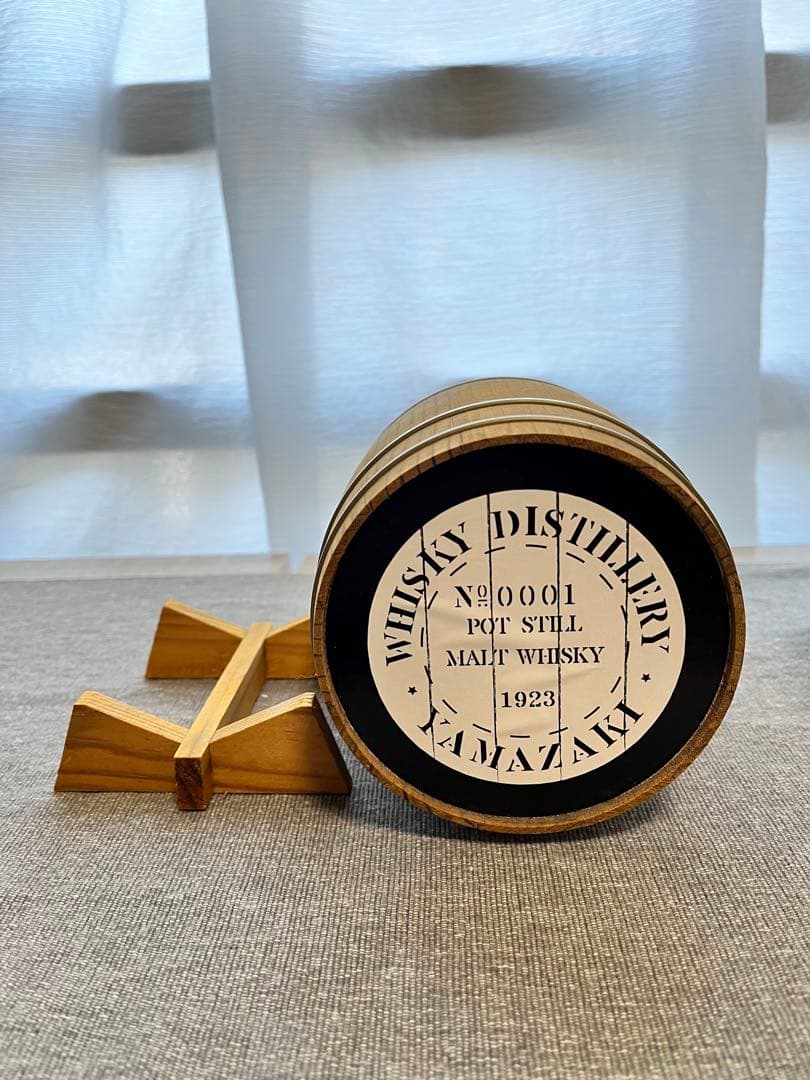 WHISKY DISTILLERY
Nº 0001
POT STILL
MALT WHISKY
1923
YAMAZAKI